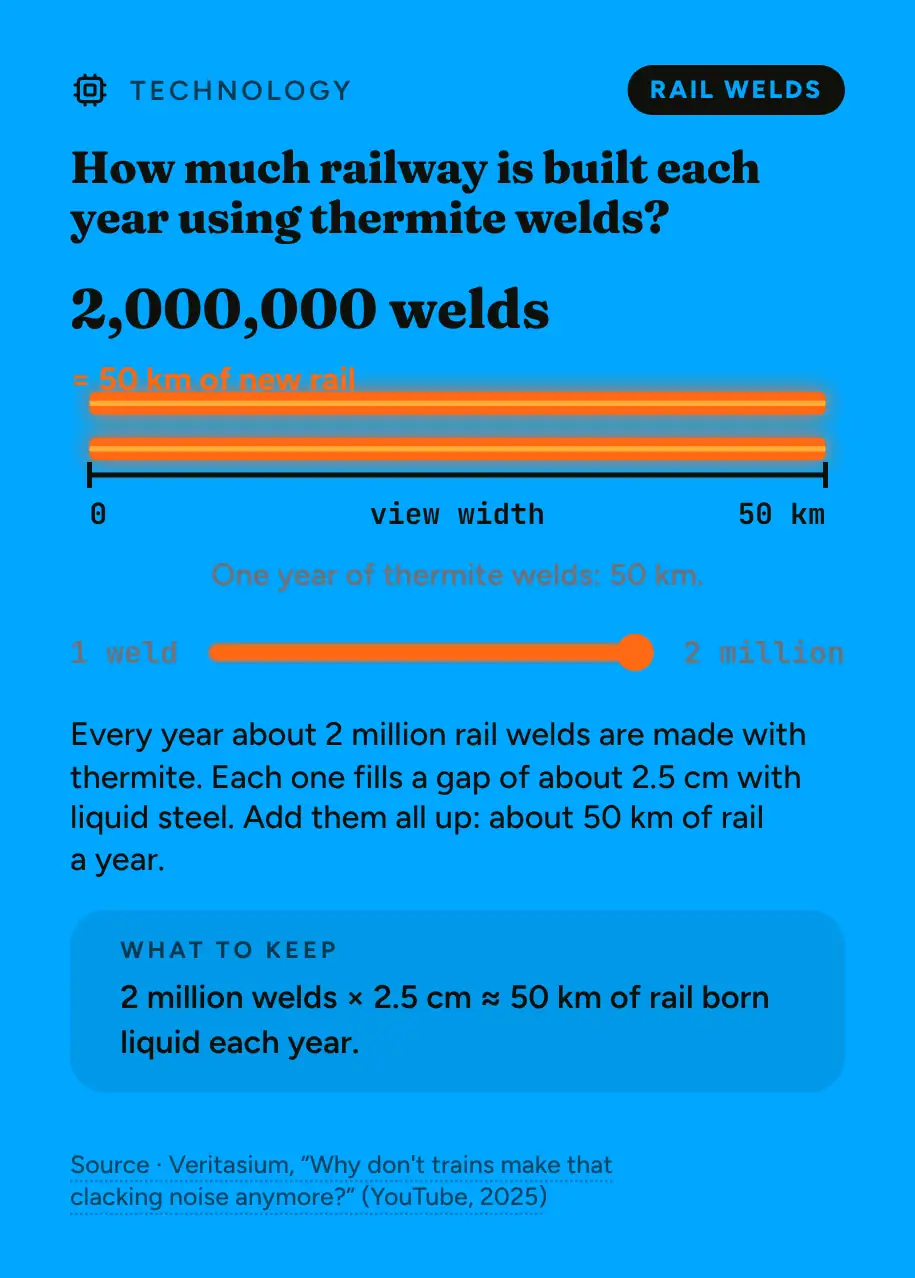 TECHNOLOGY
RAIL WELDS
How much railway is built each
year using thermite welds?
2,000,000 welds
= 50 km of new rail
0
view width
50 km
One year of thermite welds: 50 km.
1 weld
2 million
Every year about 2 million rail welds are made with
thermite. Each one fills a gap of about 2.5 cm with
liquid steel. Add them all up: about 50 km of rail
a year.
WHAT TO KEEP
2 million welds × 2.5 cm ≈ 50 km of rail born
liquid each year.
Source · Veritasium, “Why don't trains make that
clacking noise anymore?” (YouTube, 2025)